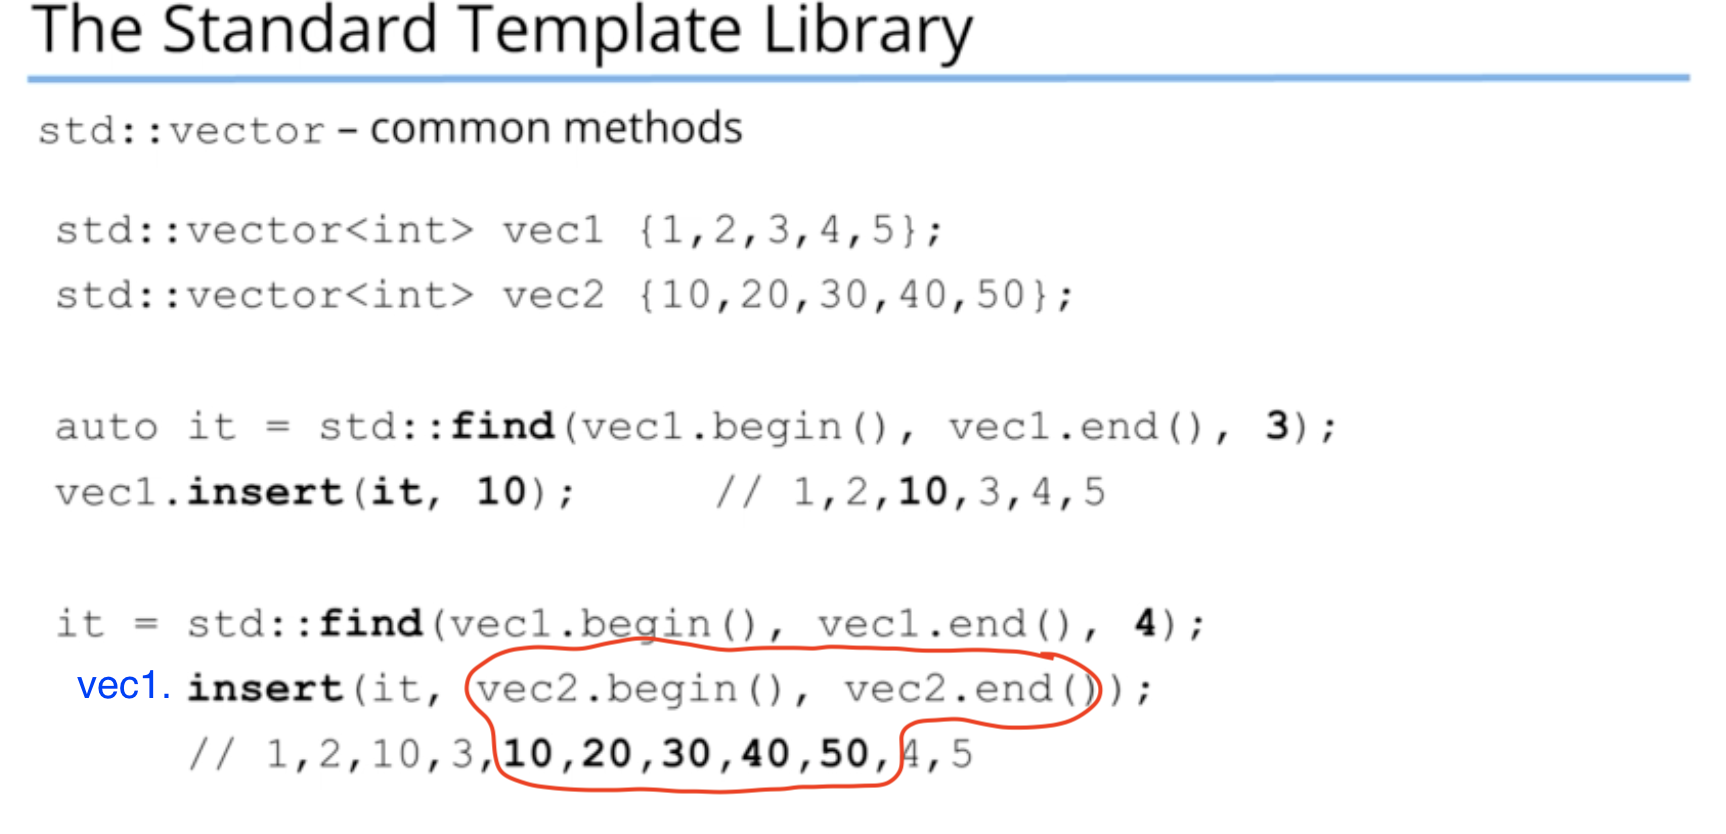 The Standard Template Library
std::vector – common methods
std::vector<int> vec1 {1,2,3,4,5};
std::vector<int> vec2 {10,20,30,40,50};
auto it = std::find(vec1.begin(), vec1.end(), 3);
vec1.insert(it, 10);    // 1,2,10,3,4,5
it = std::find(vec1.begin(), vec1.end(), 4);
vec1. insert(it, vec2.begin(), vec2.end());
// 1,2,10,3,10,20,30,40,50,4,5